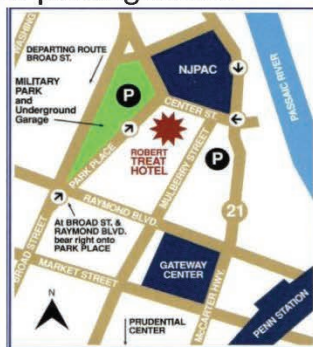 WASHING
DEPARTING ROUTE
BROAD ST.
MILITARY
PARK
and
Underground
Garage
P
NJPAC
PASSAIC RIVER
CENTER ST.
ROBERT
TREAT
HOTEL
PARK PLACE
MULBERRY STREET
P
21
RAYMOND BLVD.
At BROAD ST. &
RAYMOND BLVD.
bear right onto
PARK PLACE
BROAD STREET
MARKET STREET
GATEWAY
CENTER
McCARTER HWY.
PENN STATION
N
PRUDENTIAL
CENTER